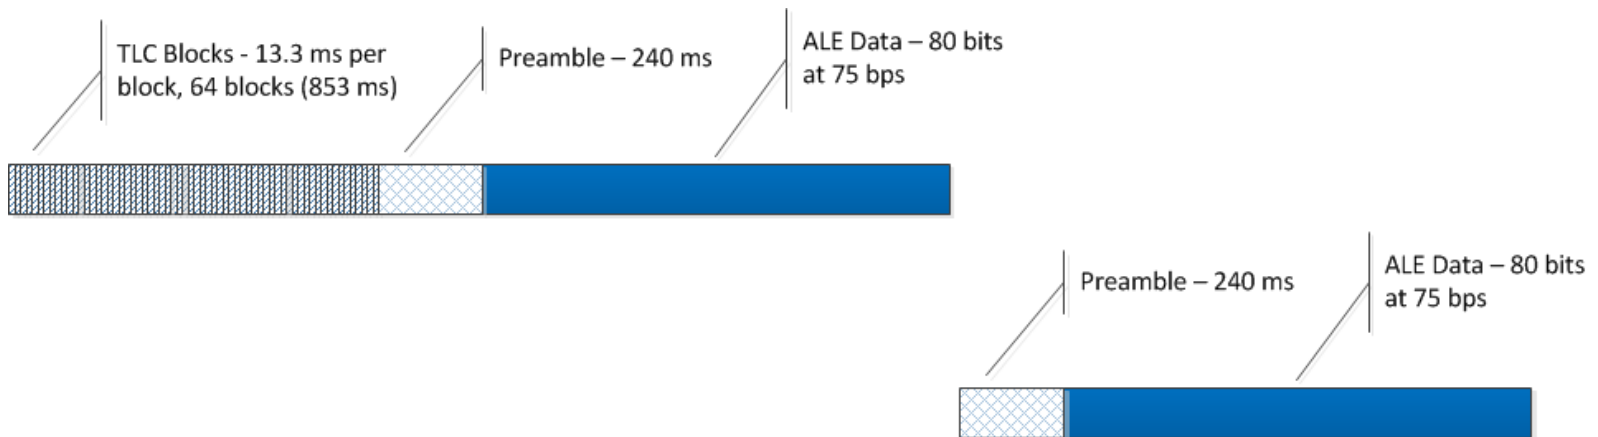 TLC Blocks - 13.3 ms per
block, 64 blocks (853 ms)
Preamble – 240 ms
ALE Data – 80 bits
at 75 bps
Preamble – 240 ms
ALE Data – 80 bits
at 75 bps